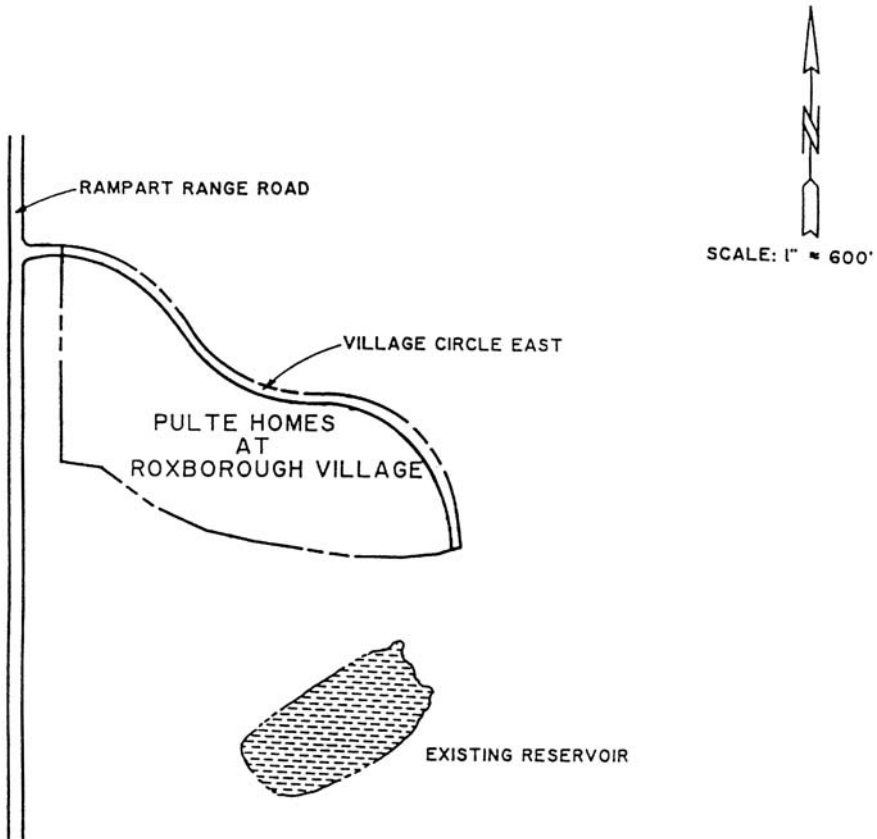 RAMPART RANGE ROAD
N
SCALE: 1" ≈ 600'
VILLAGE CIRCLE EAST
PULTE HOMES
AT
ROXBOROUGH VILLAGE
EXISTING RESERVOIR